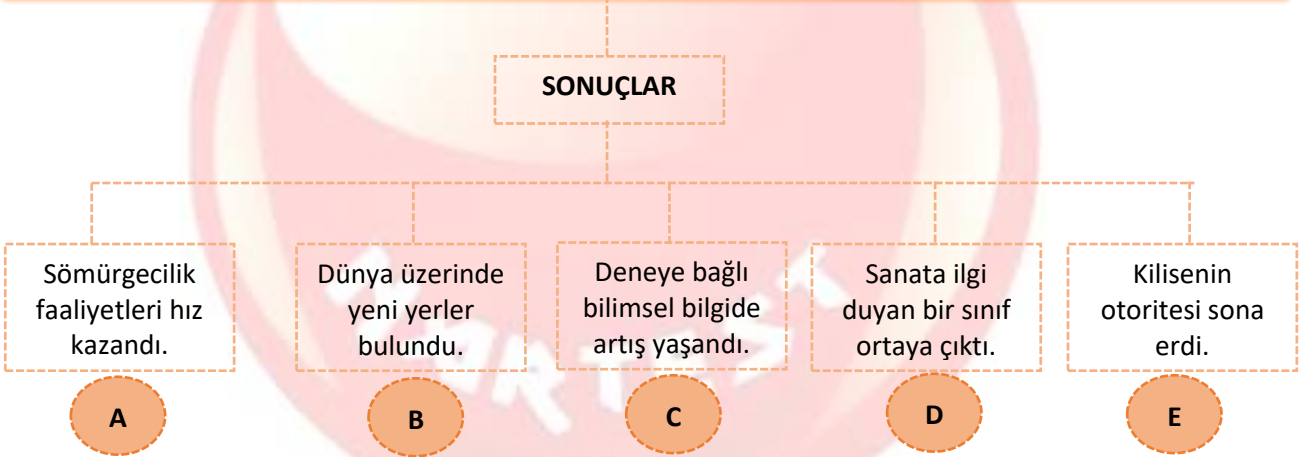 SONUÇLAR
Sömürgecilik
faaliyetleri hız
kazandı.
Dünya üzerinde
yeni yerler
bulundu.
Deneye bağlı
bilimsel bilgide
artış yaşandı.
Sanata ilgi
duyan bir sınıf
ortaya çıktı.
Kilisenin
otoritesi sona
erdi.
A
B
C
D
E